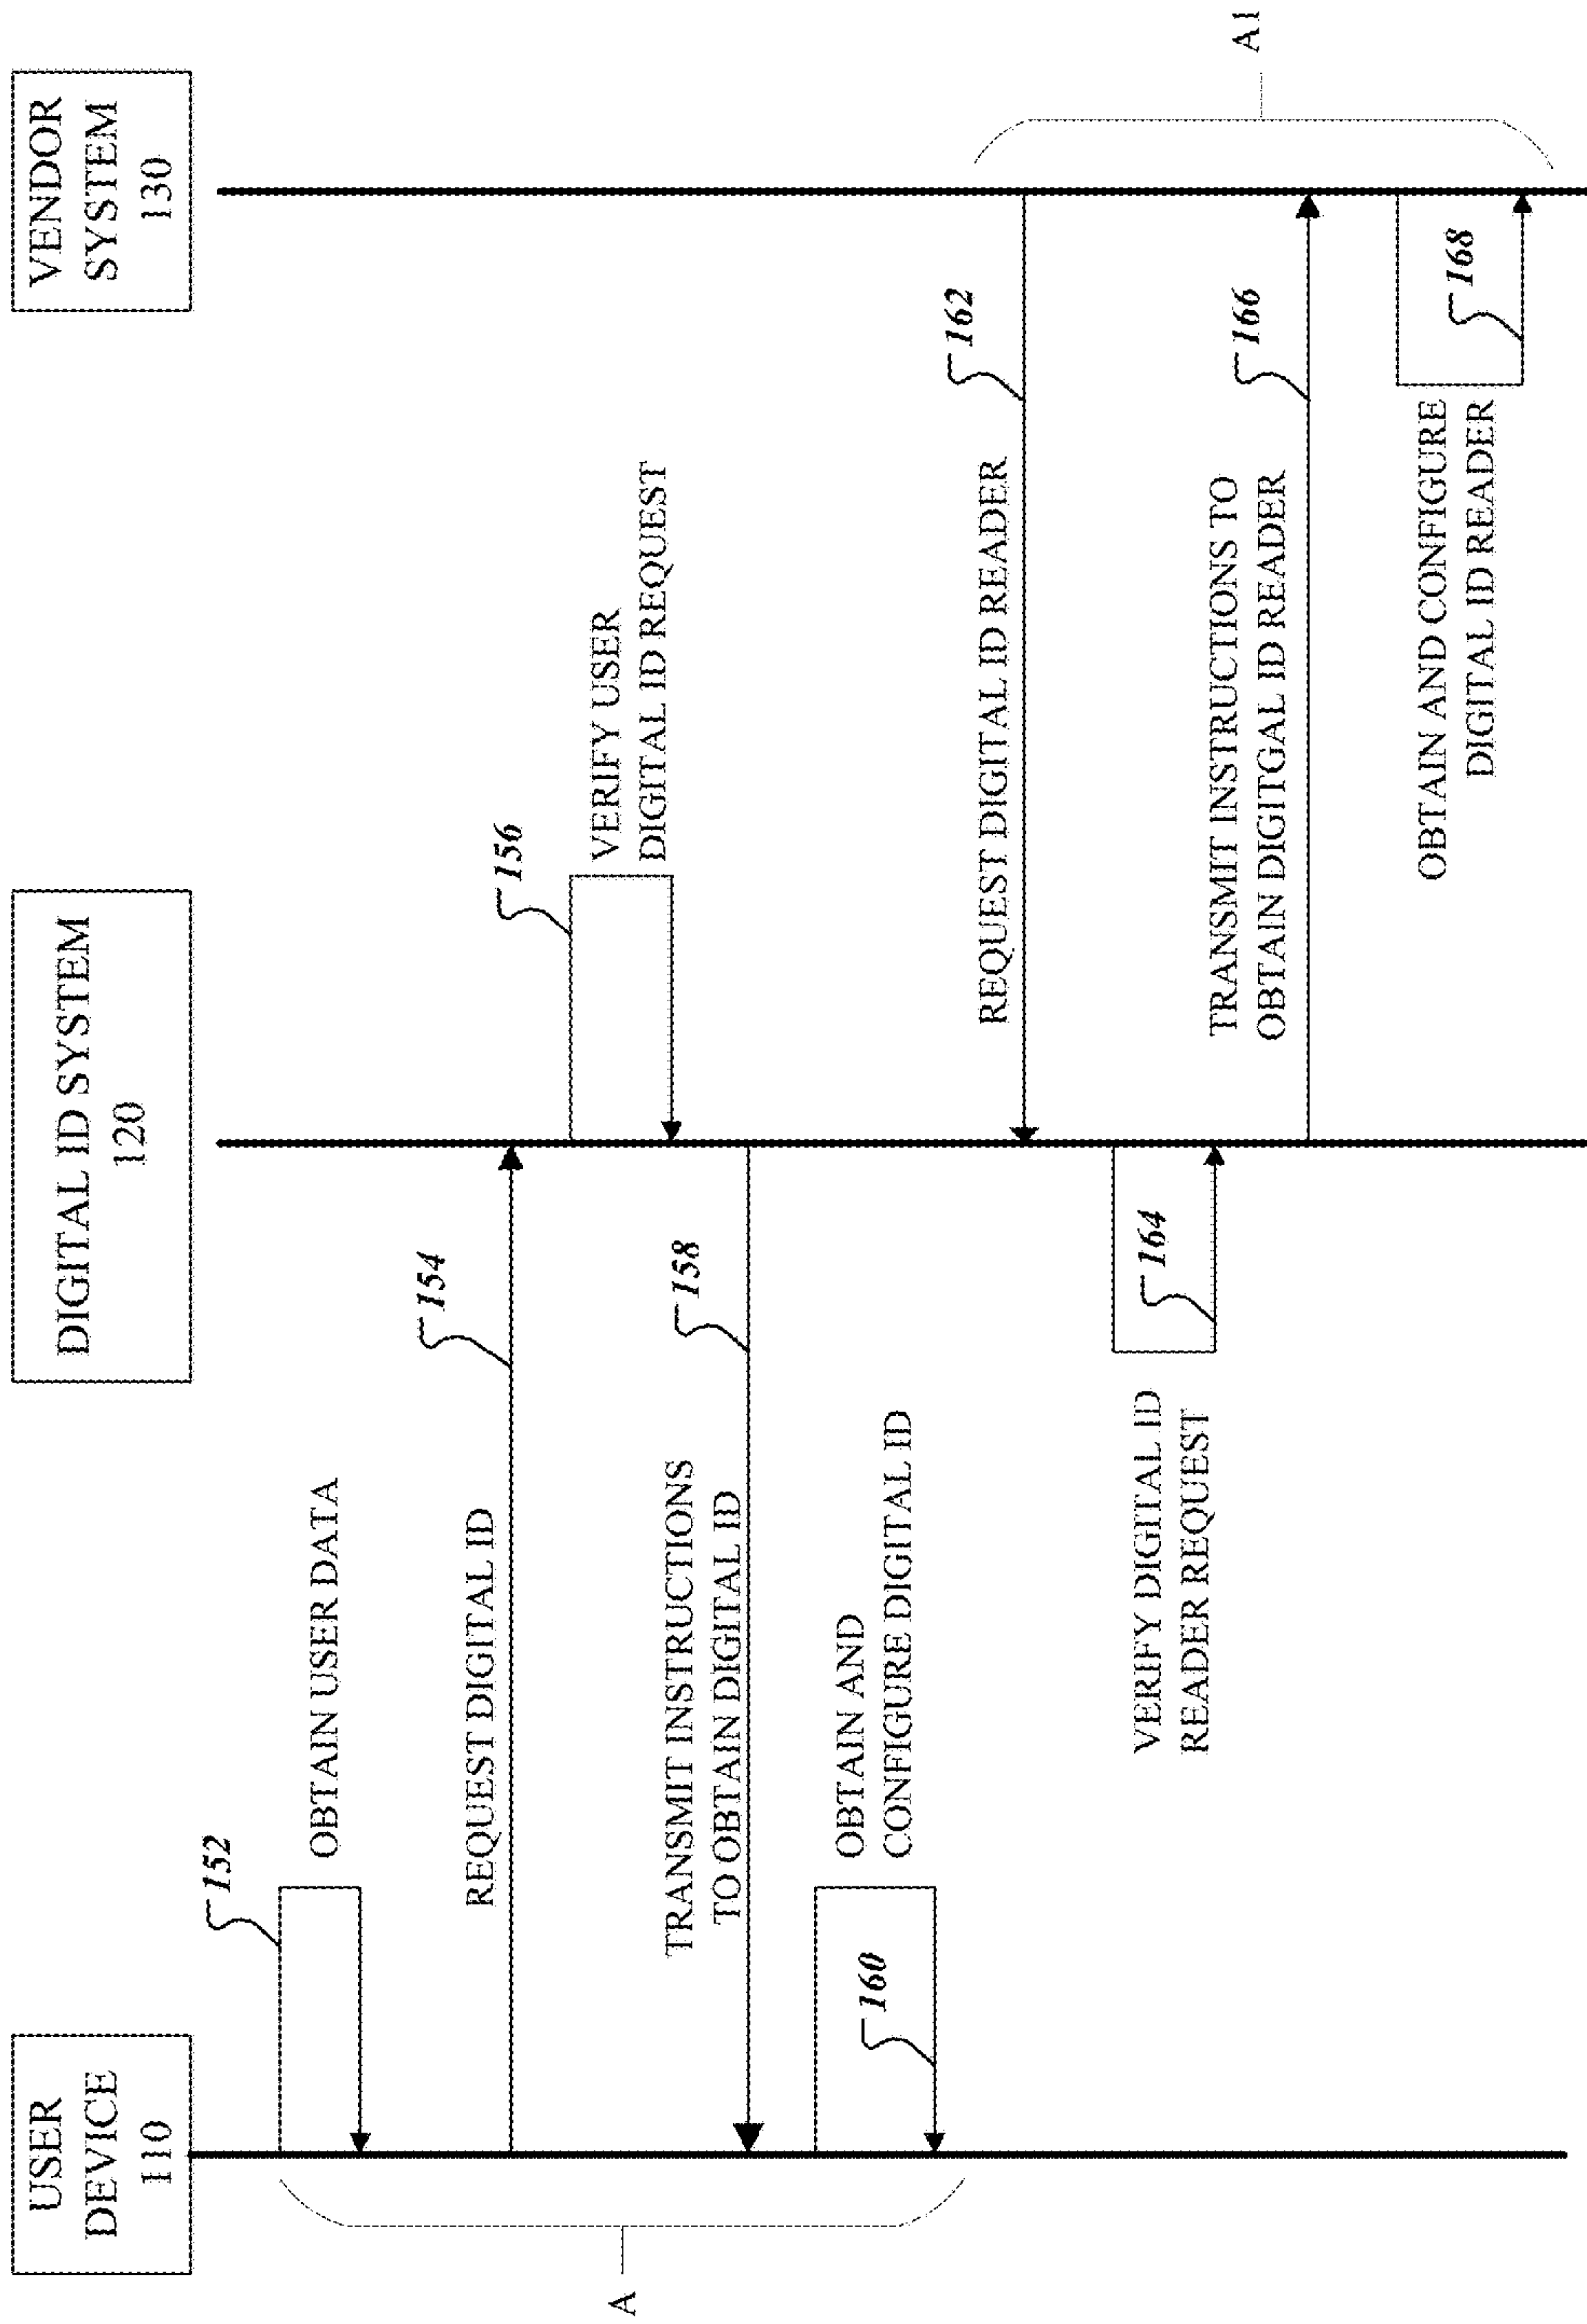 USER
DEVICE
110
DIGITAL ID SYSTEM
120
VENDOR
SYSTEM
130
152
OBTAIN USER DATA
154
REQUEST DIGITAL ID
156
VERIFY USER
DIGITAL ID REQUEST
158
TRANSMIT INSTRUCTIONS
TO OBTAIN DIGITAL ID
OBTAIN AND
CONFIGURE DIGITAL ID
160
A
162
REQUEST DIGITAL ID READER
164
VERIFY DIGITAL ID
READER REQUEST
166
TRANSMIT INSTRUCTIONS TO
OBTAIN DIGITGAL ID READER
168
OBTAIN AND CONFIGURE
DIGITAL ID READER
A1